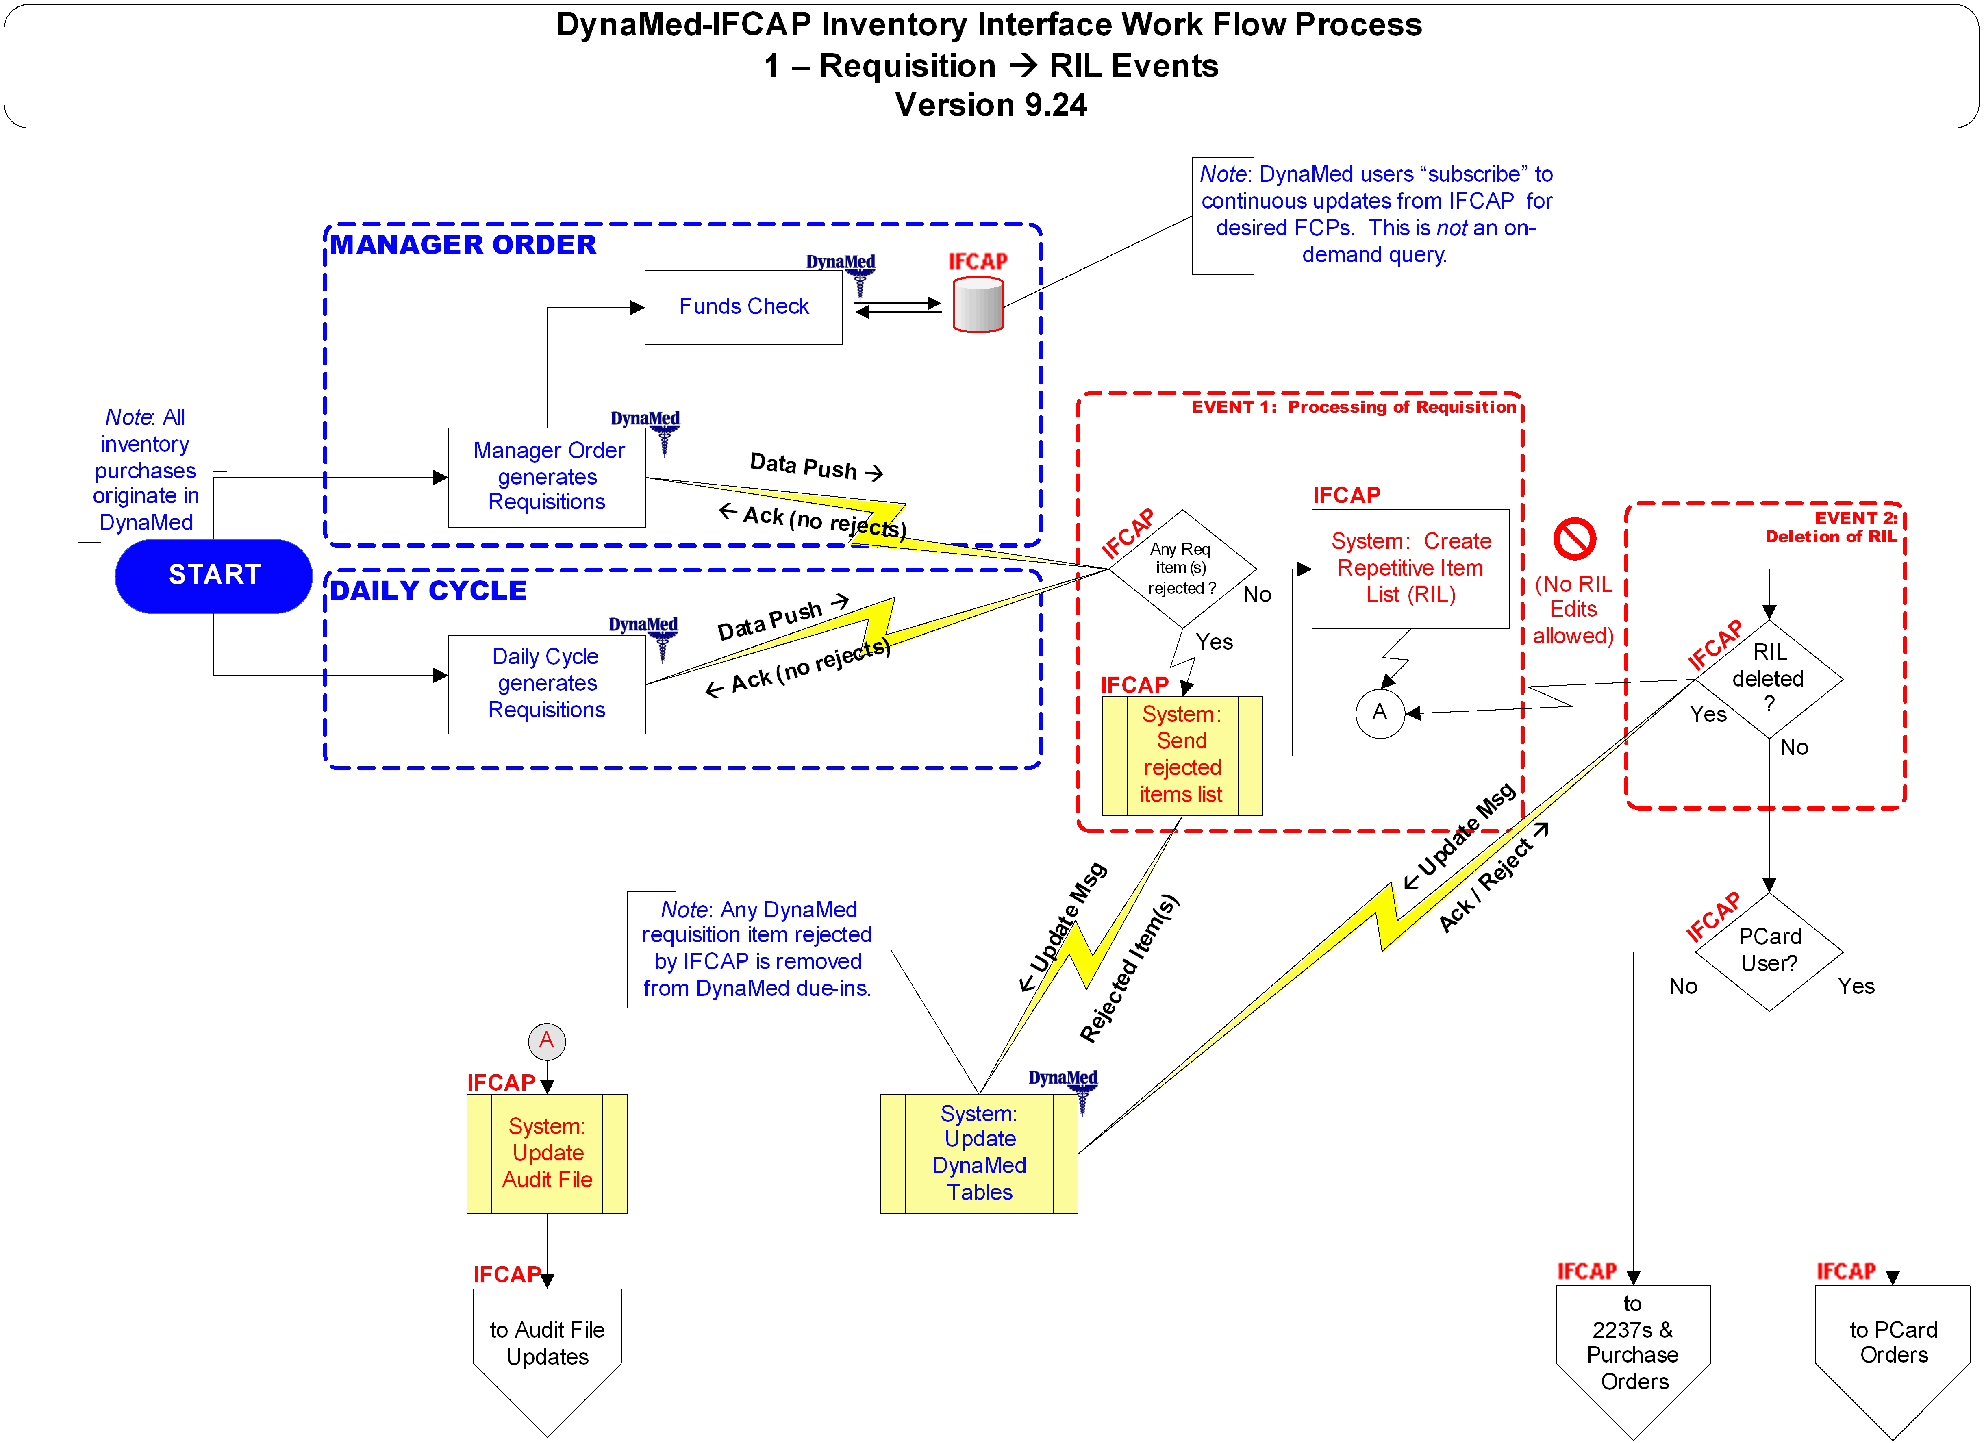 DynaMed-IFCAP Inventory Interface Work Flow Process
1 – Requisition → RIL Events
Version 9.24
Note: DynaMed users “subscribe” to
continuous updates from IFCAP for
desired FCPs. This is not an on-
demand query.
MANAGER ORDER
DynaMed
IFCAP
Funds Check
Note: All
inventory
purchases
originate in
DynaMed
DynaMed
Manager Order
generates
Requisitions
Data Push →
← Ack (no rejects)
START
DAILY CYCLE
DynaMed
Daily Cycle
generates
Requisitions
Data Push →
← Ack (no rejects)
EVENT 1: Processing of Requisition
IFCAP
Any Req
item (s)
rejected ?
No
Yes
IFCAP
System: Create
Repetitive Item
List (RIL)
A
IFCAP
System:
Send
rejected
items list
(No RIL
Edits
allowed)
EVENT 2:
Deletion of RIL
IFCAP
RIL
deleted
?
Yes
No
← Update Msg
Ack / Reject →
← Update Msg
Rejected Item(s)
Note: Any DynaMed
requisition item rejected
by IFCAP is removed
from DynaMed due-ins.
IFCAP
PCard
User?
No
Yes
A
IFCAP
System:
Update
Audit File
DynaMed
System:
Update
DynaMed
Tables
IFCAP
to Audit File
Updates
IFCAP
to
2237s &
Purchase
Orders
IFCAP
to PCard
Orders